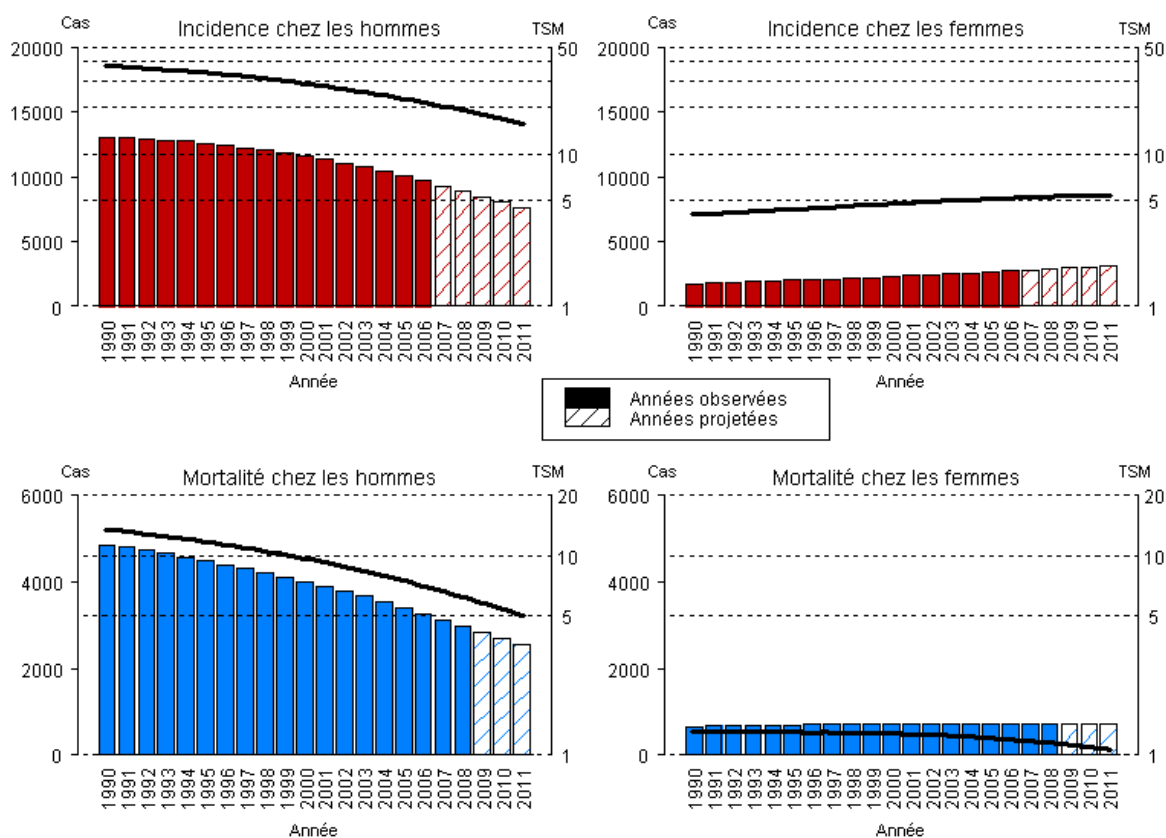 Cas Incidence chez les hommes TSM
20000 50
15000
10000 10
5000 5
0 1
1990 1991 1992 1993 1994 1995 1996 1997 1998 1999 2000 2001 2002 2003 2004 2005 2006 2007 2008 2009 2010 2011
Année
Cas Incidence chez les femmes TSM
20000 50
15000
10000 10
5000 5
0 1
1990 1991 1992 1993 1994 1995 1996 1997 1998 1999 2000 2001 2002 2003 2004 2005 2006 2007 2008 2009 2010 2011
Année
Années observées
Années projetées
Cas Mortalité chez les hommes TSM
6000 20
10
4000
5
2000
0 1
1990 1991 1992 1993 1994 1995 1996 1997 1998 1999 2000 2001 2002 2003 2004 2005 2006 2007 2008 2009 2010 2011
Année
Cas Mortalité chez les femmes TSM
6000 20
10
4000
5
2000
0 1
1990 1991 1992 1993 1994 1995 1996 1997 1998 1999 2000 2001 2002 2003 2004 2005 2006 2007 2008 2009 2010 2011
Année